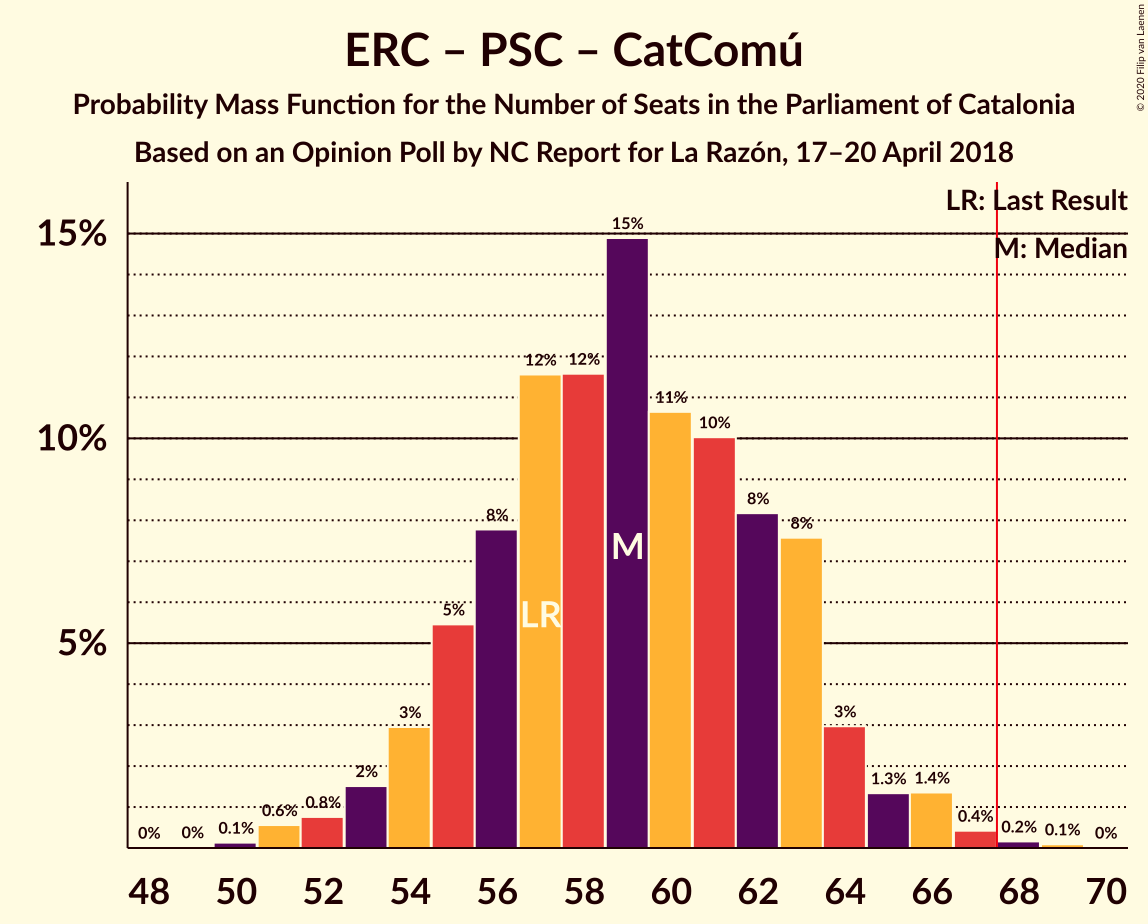 ERC – PSC – CatComú
Probability Mass Function for the Number of Seats in the Parliament of Catalonia
Based on an Opinion Poll by NC Report for La Razón, 17–20 April 2018
© 2020 Filip van Laenen
LR: Last Result
M: Median
15%
10%
5%
0% 0% 0.1% 0.6% 0.8% 2% 3% 5% 8% 12% 12% 15% 11% 10% 8% 8% 3% 1.3% 1.4% 0.4% 0.2% 0.1% 0%
M
LR
48 50 52 54 56 58 60 62 64 66 68 70